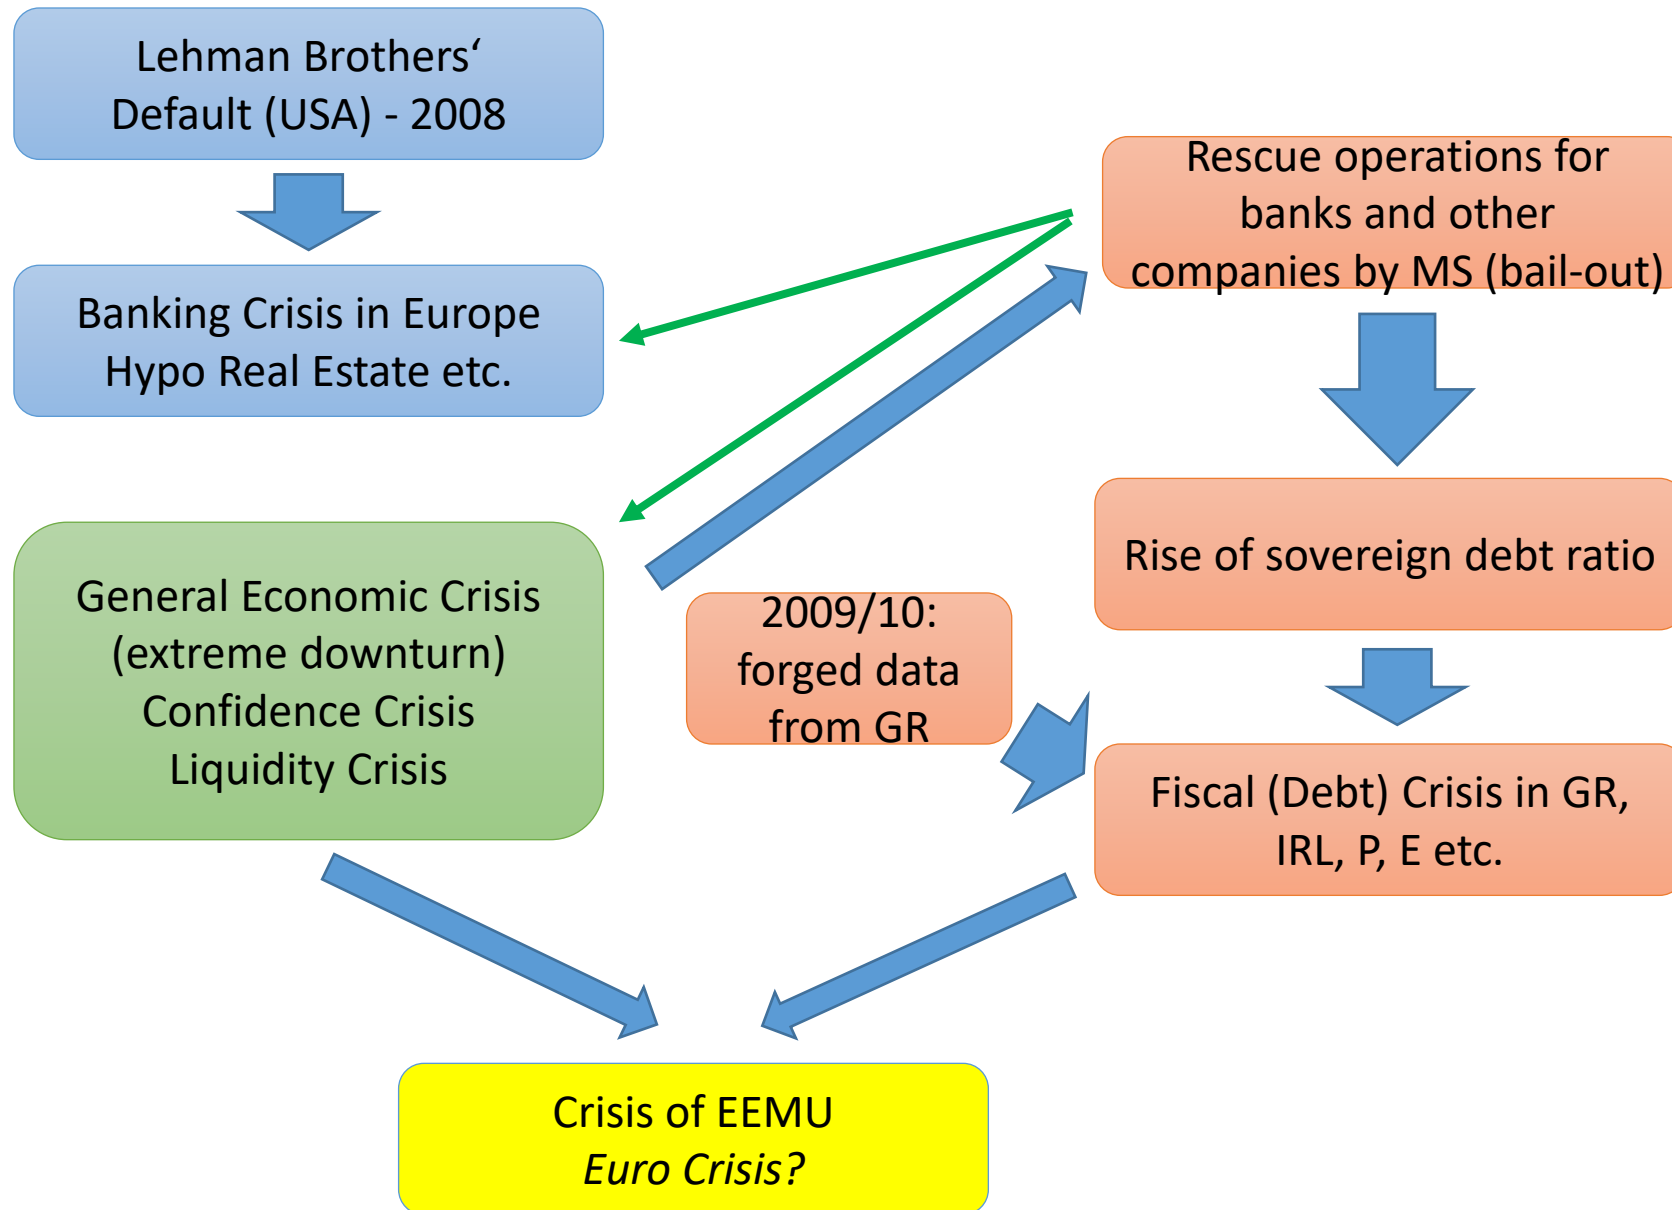 Lehman Brothers‘
Default (USA) - 2008
Rescue operations for
banks and other
companies by MS (bail-out)
Banking Crisis in Europe
Hypo Real Estate etc.
Rise of sovereign debt ratio
General Economic Crisis
(extreme downturn)
Confidence Crisis
Liquidity Crisis
2009/10:
forged data
from GR
Fiscal (Debt) Crisis in GR,
IRL, P, E etc.
Crisis of EEMU
Euro Crisis?